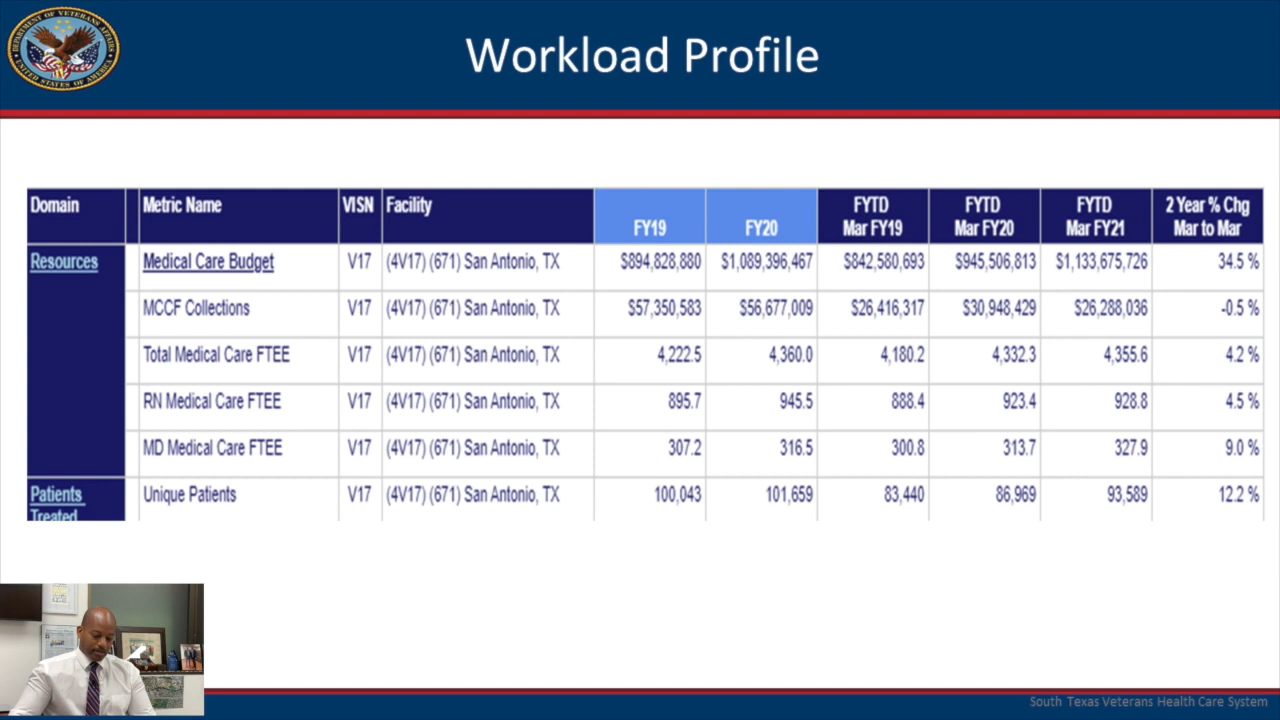 Workload Profile
Domain Metric Name VISN Facility FY19 FY20 FYTD Mar FY19 FYTD Mar FY20 FYTD Mar FY21 2 Year % Chg Mar to Mar
Resources Medical Care Budget V17 (4V17) (671) San Antonio, TX $894,828,880 $1,089,396,467 $842,580,693 $945,506,813 $1,133,675,726 34.5 %
MCCF Collections V17 (4V17) (671) San Antonio, TX $57,350,583 $56,677,009 $26,416,317 $30,948,429 $26,288,036 -0.5 %
Total Medical Care FTEE V17 (4V17) (671) San Antonio, TX 4,222.5 4,360.0 4,180.2 4,332.3 4,355.6 4.2 %
RN Medical Care FTEE V17 (4V17) (671) San Antonio, TX 895.7 945.5 888.4 923.4 928.8 4.5 %
MD Medical Care FTEE V17 (4V17) (671) San Antonio, TX 307.2 316.5 300.8 313.7 327.9 9.0 %
Patients Unique Patients V17 (4V17) (671) San Antonio, TX 100,043 101,659 83,440 86,969 93,589 12.2 %
Treated
DEPARTMENT OF VETERANS AFFAIRS
UNITED STATES OF AMERICA
South Texas Veterans Health Care System